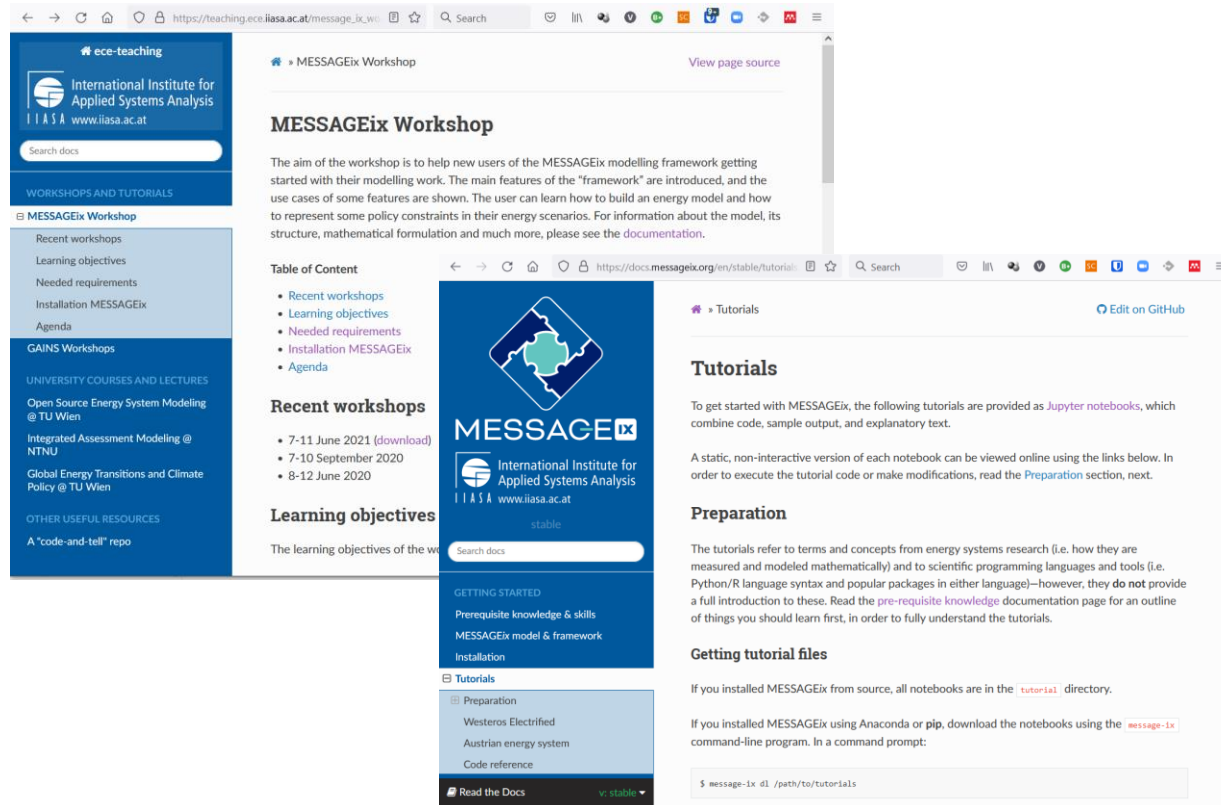 https://teaching.ece.iiasa.ac.at/message_ix_wo
Search
ece-teaching
International Institute for
Applied Systems Analysis
IIASA www.iiasa.ac.at
Search docs
WORKSHOPS AND TUTORIALS
MESSAGEix Workshop
Recent workshops
Learning objectives
Needed requirements
Installation MESSAGEix
Agenda
GAINS Workshops
UNIVERSITY COURSES AND LECTURES
Open Source Energy System Modeling
@ TU Wien
Integrated Assessment Modeling @
NTNU
Global Energy Transitions and Climate
Policy @ TU Wien
OTHER USEFUL RESOURCES
A "code-and-tell" repo
» MESSAGEix Workshop
View page source
MESSAGEix Workshop
The aim of the workshop is to help new users of the MESSAGEix modelling framework getting
started with their modelling work. The main features of the “framework” are introduced, and the
use cases of some features are shown. The user can learn how to build an energy model and how
to represent some policy constraints in their energy scenarios. For information about the model, its
structure, mathematical formulation and much more, please see the documentation.
Table of Content
• Recent workshops
• Learning objectives
• Needed requirements
• Installation MESSAGEix
• Agenda
Recent workshops
• 7-11 June 2021 (download)
• 7-10 September 2020
• 8-12 June 2020
Learning objectives
The learning objectives of the wo
https://docs.messageix.org/en/stable/tutorials
Search
MESSAGEix
International Institute for
Applied Systems Analysis
IIASA www.iiasa.ac.at
stable
Search docs
GETTING STARTED
Prerequisite knowledge & skills
MESSAGEix model & framework
Installation
Tutorials
Preparation
Westeros Electrified
Austrian energy system
Code reference
Read the Docs
v: stable
» Tutorials
Edit on GitHub
Tutorials
To get started with MESSAGEix, the following tutorials are provided as Jupyter notebooks, which
combine code, sample output, and explanatory text.
A static, non-interactive version of each notebook can be viewed online using the links below. In
order to execute the tutorial code or make modifications, read the Preparation section, next.
Preparation
The tutorials refer to terms and concepts from energy systems research (i.e. how they are
measured and modeled mathematically) and to scientific programming languages and tools (i.e.
Python/R language syntax and popular packages in either language)—however, they do not provide
a full introduction to these. Read the pre-requisite knowledge documentation page for an outline
of things you should learn first, in order to fully understand the tutorials.
Getting tutorial files
If you installed MESSAGEix from source, all notebooks are in the tutorial directory.
If you installed MESSAGEix using Anaconda or pip, download the notebooks using the message-ix
command-line program. In a command prompt:
$ message-ix dl /path/to/tutorials